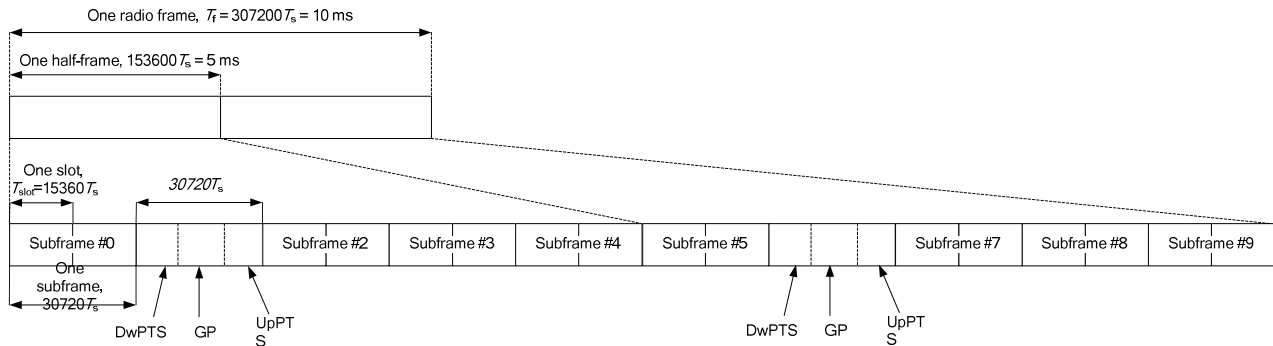 One radio frame, Tf = 307200Ts = 10 ms
One half-frame, 153600Ts = 5 ms
One slot,
Tslot=15360Ts
30720Ts
Subframe #0
Subframe #2
Subframe #3
Subframe #4
Subframe #5
Subframe #7
Subframe #8
Subframe #9
One
subframe,
30720Ts
DwPTS
GP
UpPT
S
DwPTS
GP
UpPT
S